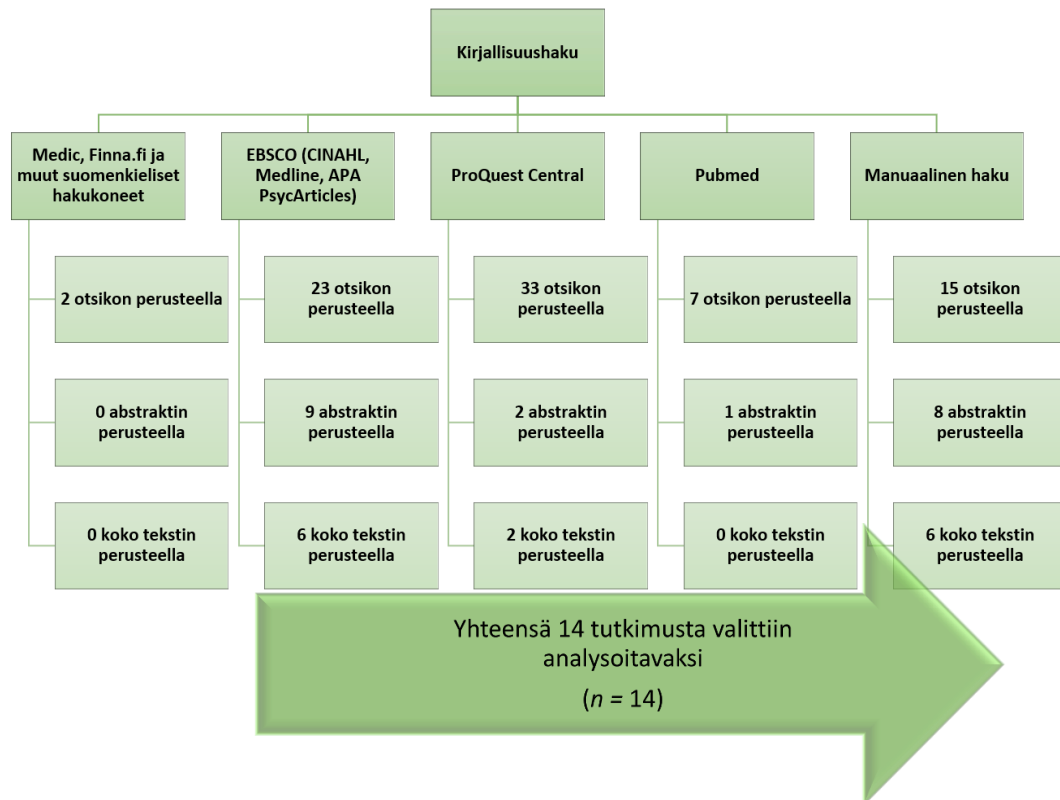 Kirjallisuushaku
Medic, Finna.fi ja
muut suomenkieliset
hakukoneet
2 otsikon perusteella
0 abstraktin
perusteella
0 koko tekstin
perusteella
EBSCO (CINAHL,
Medline, APA
PsycArticles)
23 otsikon
perusteella
9 abstraktin
perusteella
6 koko tekstin
perusteella
ProQuest Central
33 otsikon
perusteella
2 abstraktin
perusteella
2 koko tekstin
perusteella
Pubmed
7 otsikon perusteella
1 abstraktin
perusteella
0 koko tekstin
perusteella
Manuaalinen haku
15 otsikon
perusteella
8 abstraktin
perusteella
6 koko tekstin
perusteella
Yhteensä 14 tutkimusta valittiin
analysoitavaksi
(n = 14)